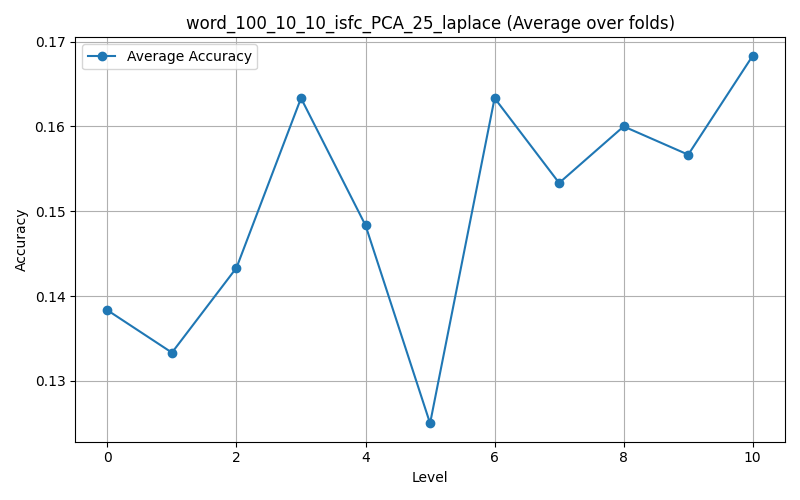 word_100_10_10_isfc_PCA_25_laplace (Average over folds)
Average Accuracy
0.17
0.16
0.15
0.14
0.13
Accuracy
0 2 4 6 8 10
Level